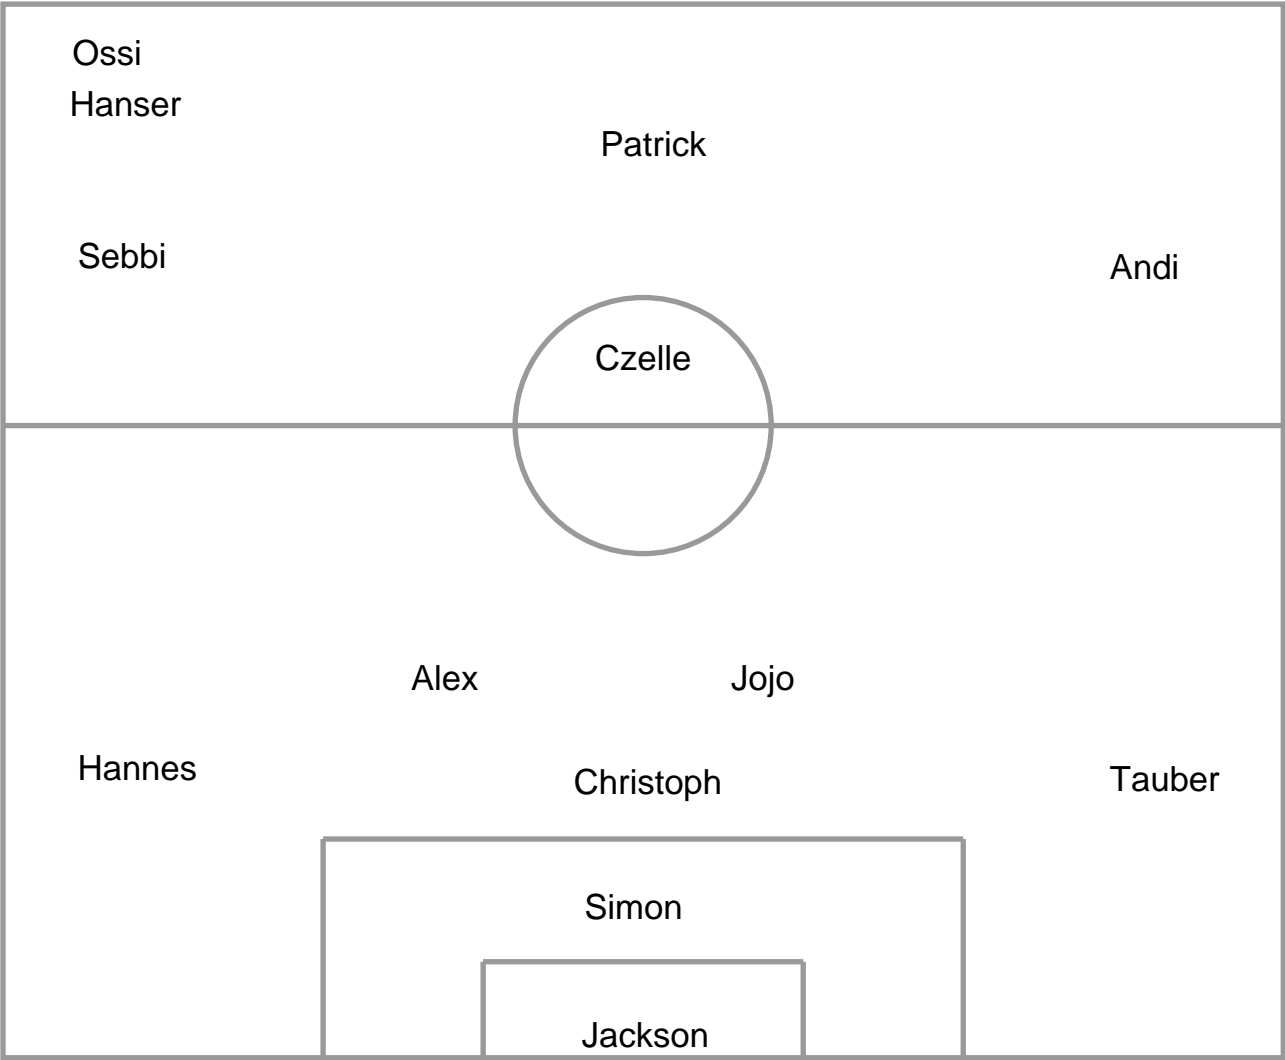 Ossi
Hanser
Patrick
Sebbi
Andi
Czelle
Alex
Jojo
Hannes
Christoph
Tauber
Simon
Jackson